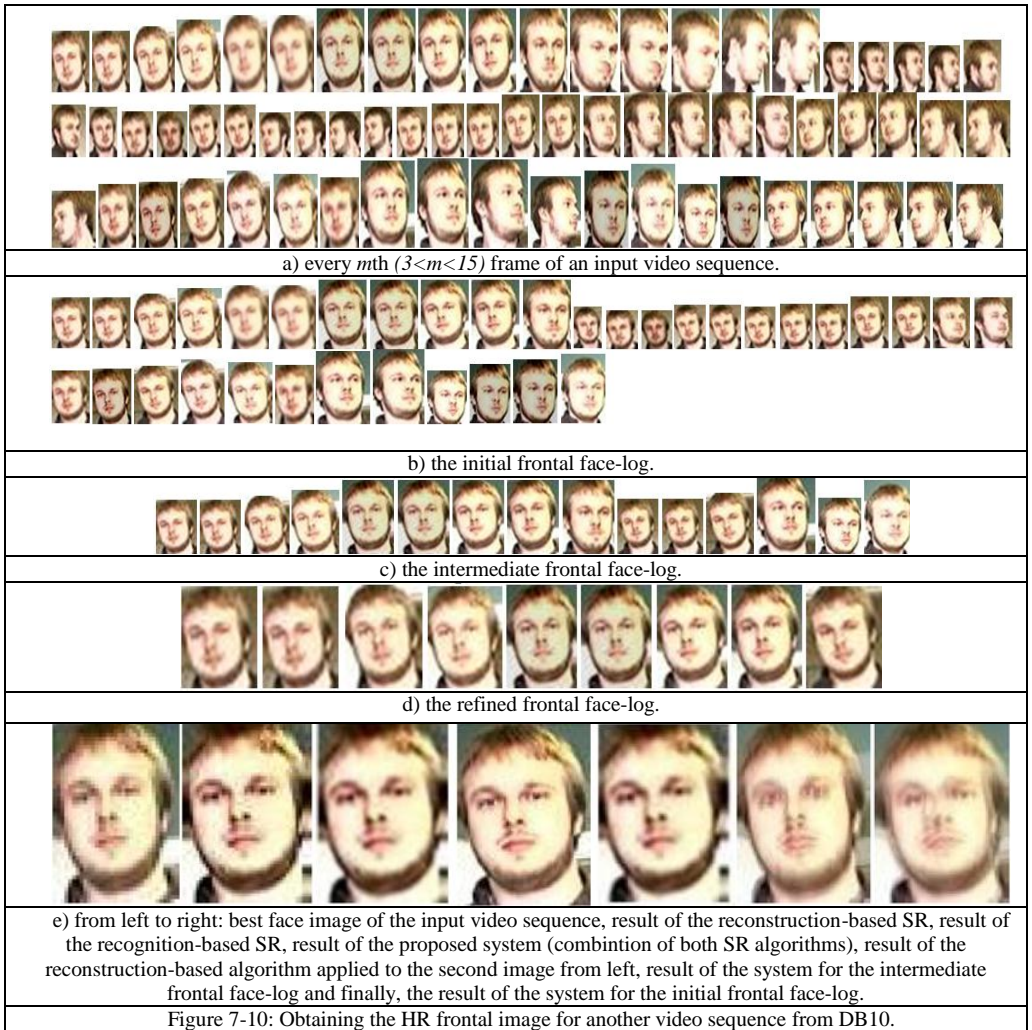 a) every mth (3<m<15) frame of an input video sequence.
b) the initial frontal face-log.
c) the intermediate frontal face-log.
d) the refined frontal face-log.
e) from left to right: best face image of the input video sequence, result of the reconstruction-based SR, result of
the recognition-based SR, result of the proposed system (combintion of both SR algorithms), result of the
reconstruction-based algorithm applied to the second image from left, result of the system for the intermediate
frontal face-log and finally, the result of the system for the initial frontal face-log.
Figure 7-10: Obtaining the HR frontal image for another video sequence from DB10.